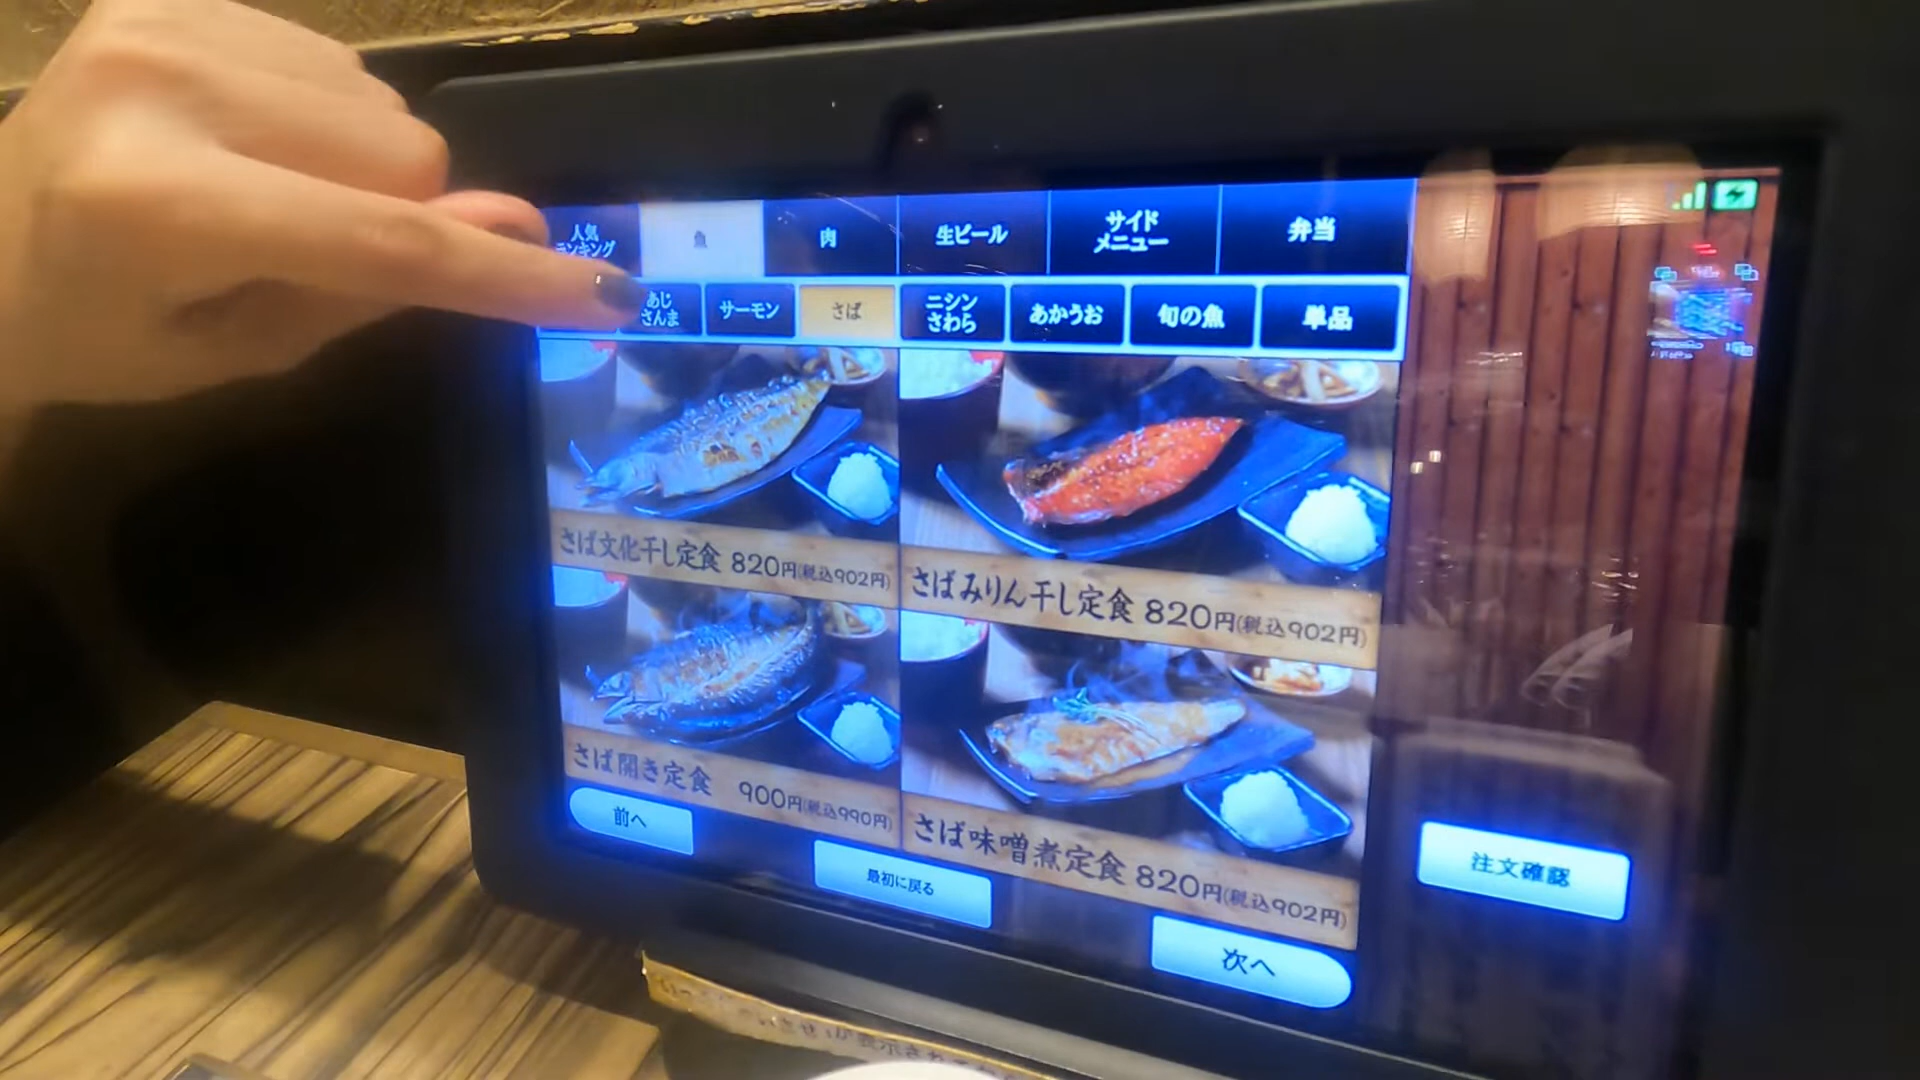 人気
ランキング
魚
肉
生ビール
サイド
メニュー
弁当
あじ
さんま
サーモン
さば
ニシン
さわら
あかうお
旬の魚
単品
さば文化干し定食 820円(税込902円)
さばみりん干し定食 820円(税込902円)
さば開き定食 900円(税込990円)
さば味噌煮定食 820円(税込902円)
前へ
最初に戻る
次へ
注文確認